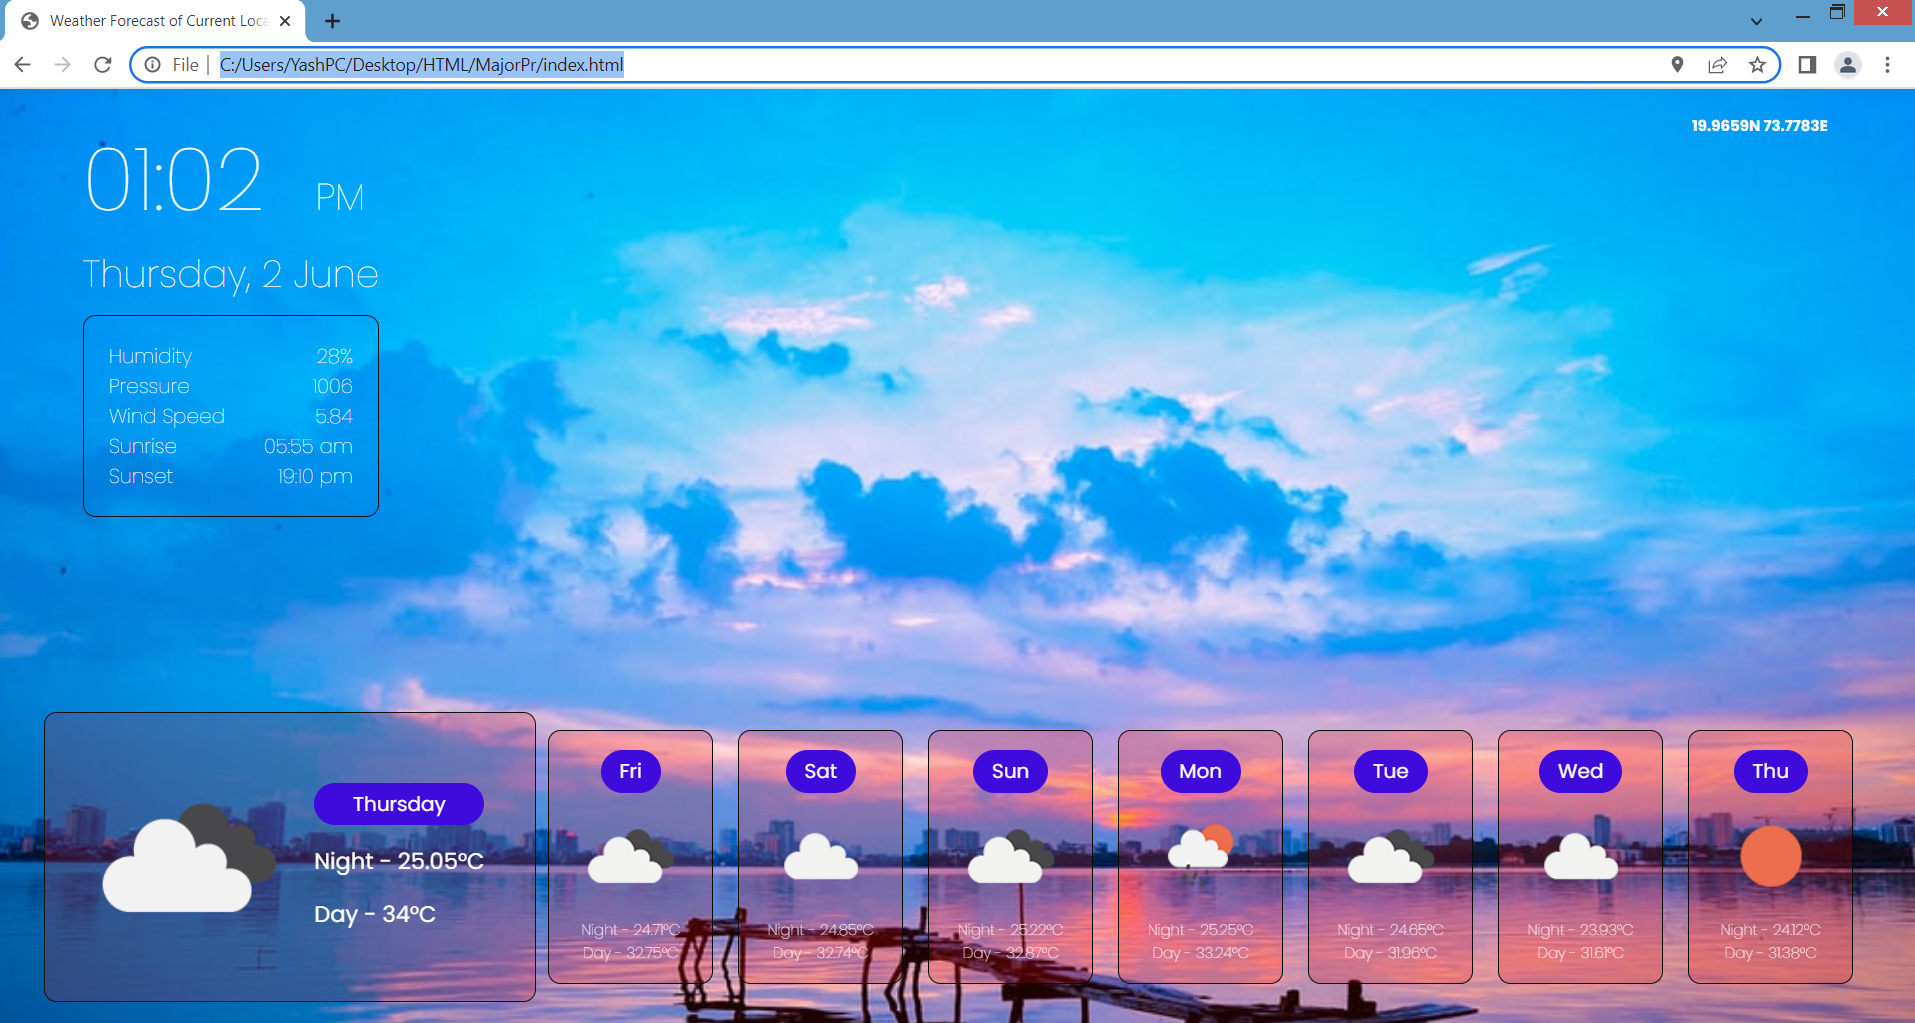 Weather Forecast of Current Loca
File | C:/Users/YashPC/Desktop/HTML/MajorPr/index.html
19.9659N 73.7783E
01:02 PM
Thursday, 2 June
Humidity 28%
Pressure 1006
Wind Speed 5.84
Sunrise 05:55 am
Sunset 19:10 pm
Thursday
Night - 25.05°C
Day - 34°C
Fri
Night - 24.71°C
Day - 32.75°C
Sat
Night - 24.85°C
Day - 32.74°C
Sun
Night - 25.22°C
Day - 32.87°C
Mon
Night - 25.25°C
Day - 33.24°C
Tue
Night - 24.65°C
Day - 31.96°C
Wed
Night - 23.93°C
Day - 31.61°C
Thu
Night - 24.12°C
Day - 31.38°C